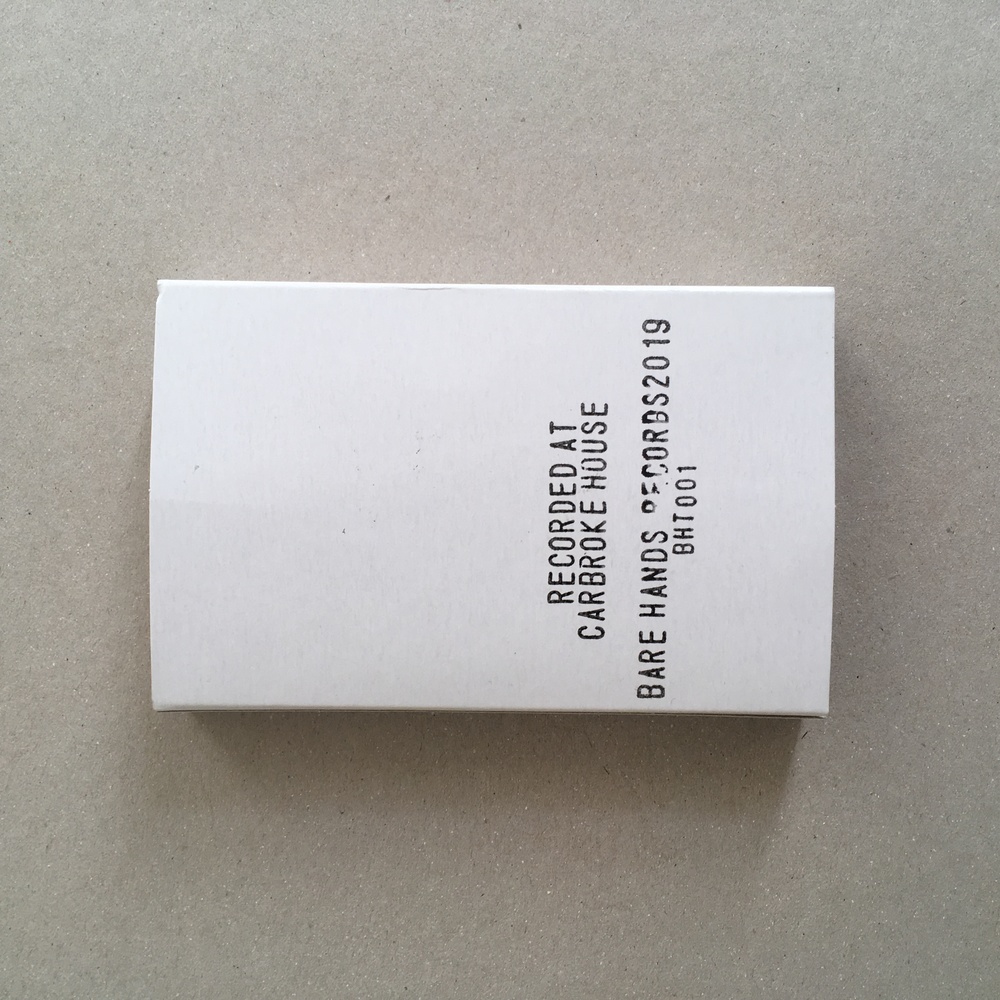 RECORDED AT
CARBROKE HOUSE
BARE HANDS RECORDS2019
BHT001